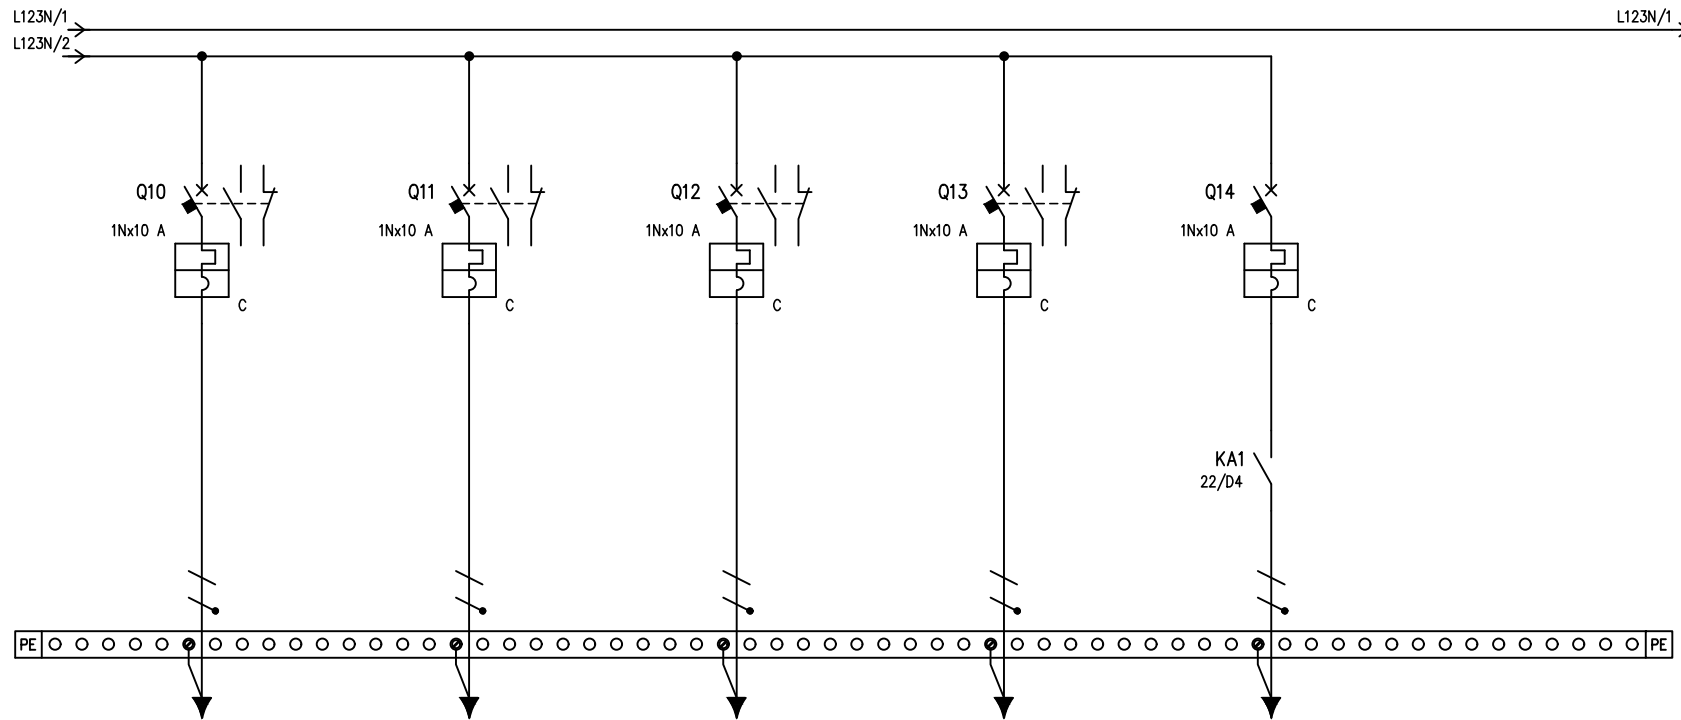 L123N/1 L123N/1
L123N/2
Q10 Q11 Q12 Q13 Q14
1Nx10 A 1Nx10 A 1Nx10 A 1Nx10 A 1Nx10 A
C C C C C
KA1
22/D4
PE PE